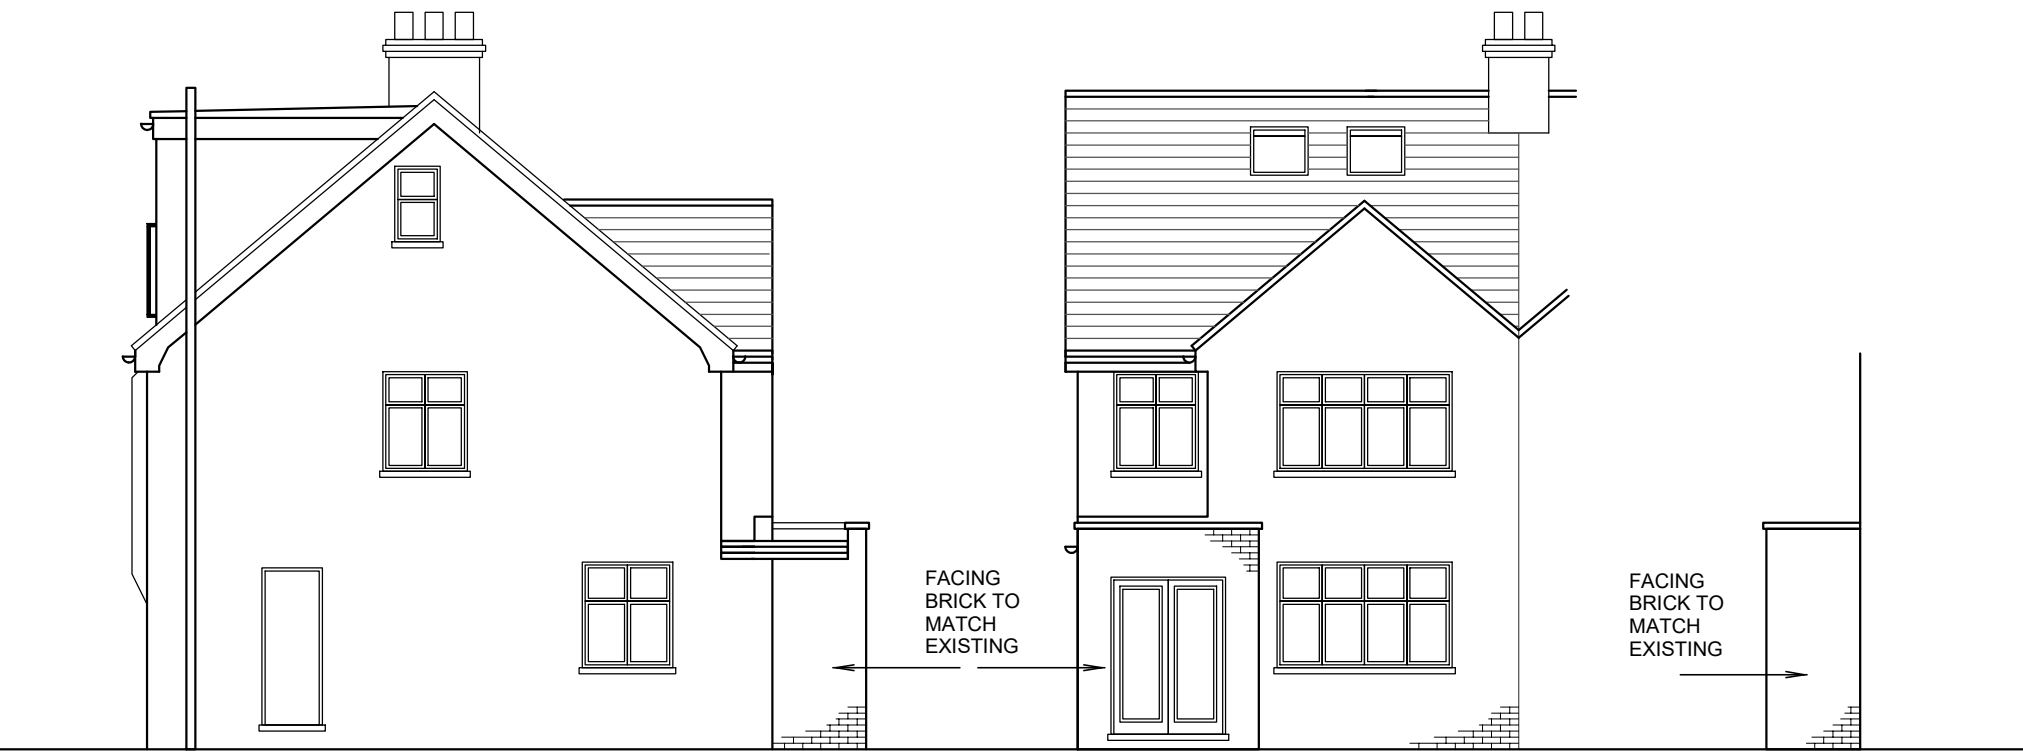 FACING
BRICK TO
MATCH
EXISTING
FACING
BRICK TO
MATCH
EXISTING